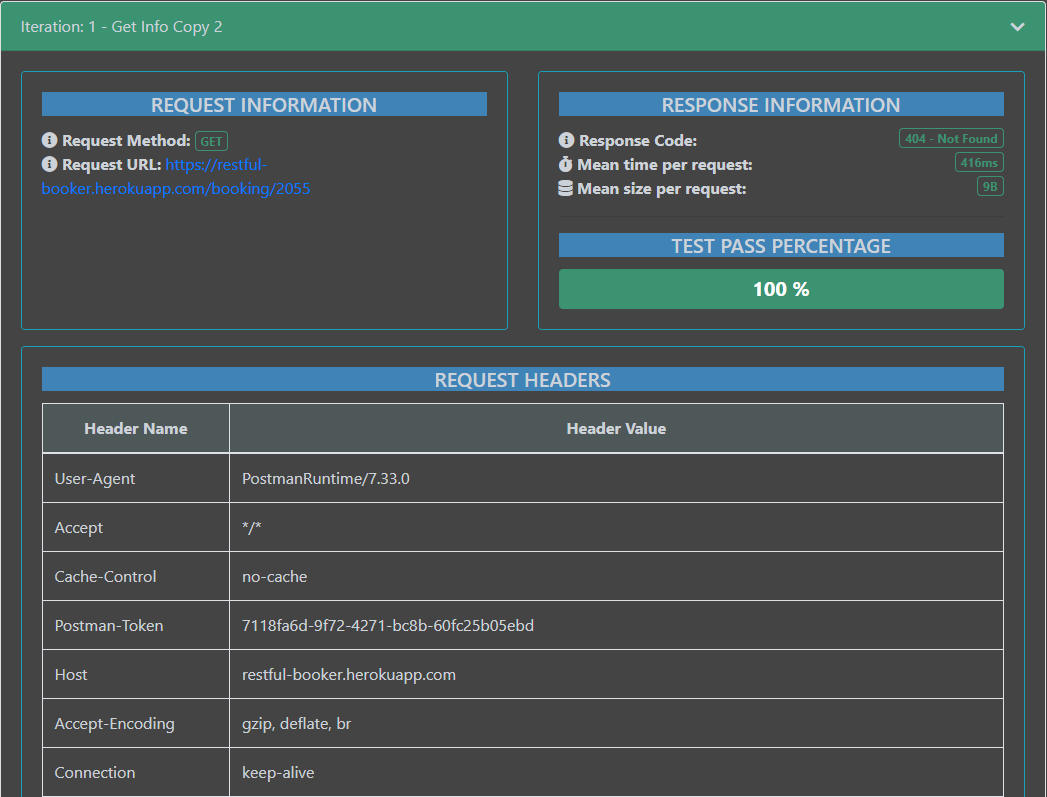 Iteration: 1 - Get Info Copy 2
REQUEST INFORMATION
Request Method: GET
Request URL: https://restful-
booker.herokuapp.com/booking/2055
RESPONSE INFORMATION
Response Code: 404 - Not Found
Mean time per request: 416ms
Mean size per request: 9B
TEST PASS PERCENTAGE
100 %
REQUEST HEADERS
Header Name Header Value
User-Agent PostmanRuntime/7.33.0
Accept */*
Cache-Control no-cache
Postman-Token 7118fa6d-9f72-4271-bc8b-60fc25b05ebd
Host restful-booker.herokuapp.com
Accept-Encoding gzip, deflate, br
Connection keep-alive